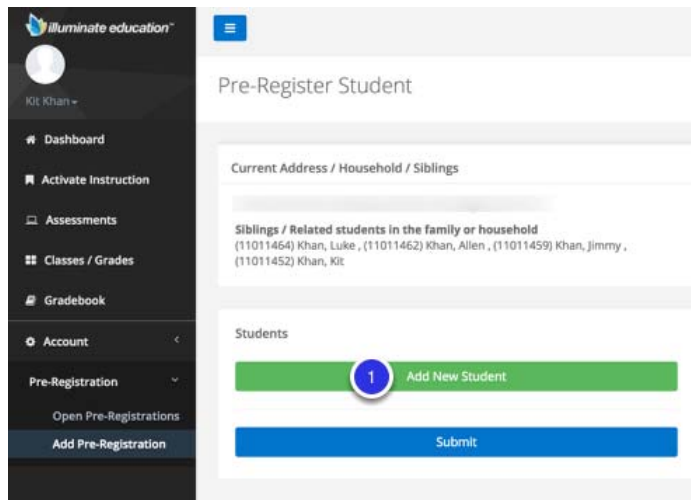 illuminate education™
Kit Khan
Pre-Register Student
Dashboard
Activate Instruction
Assessments
Classes / Grades
Gradebook
Account
Pre-Registration
Open Pre-Registrations
Add Pre-Registration
Current Address / Household / Siblings
Siblings / Related students in the family or household
(11011464) Khan, Luke , (11011462) Khan, Allen , (11011459) Khan, Jimmy ,
(11011452) Khan, Kit
Students
1 Add New Student
Submit